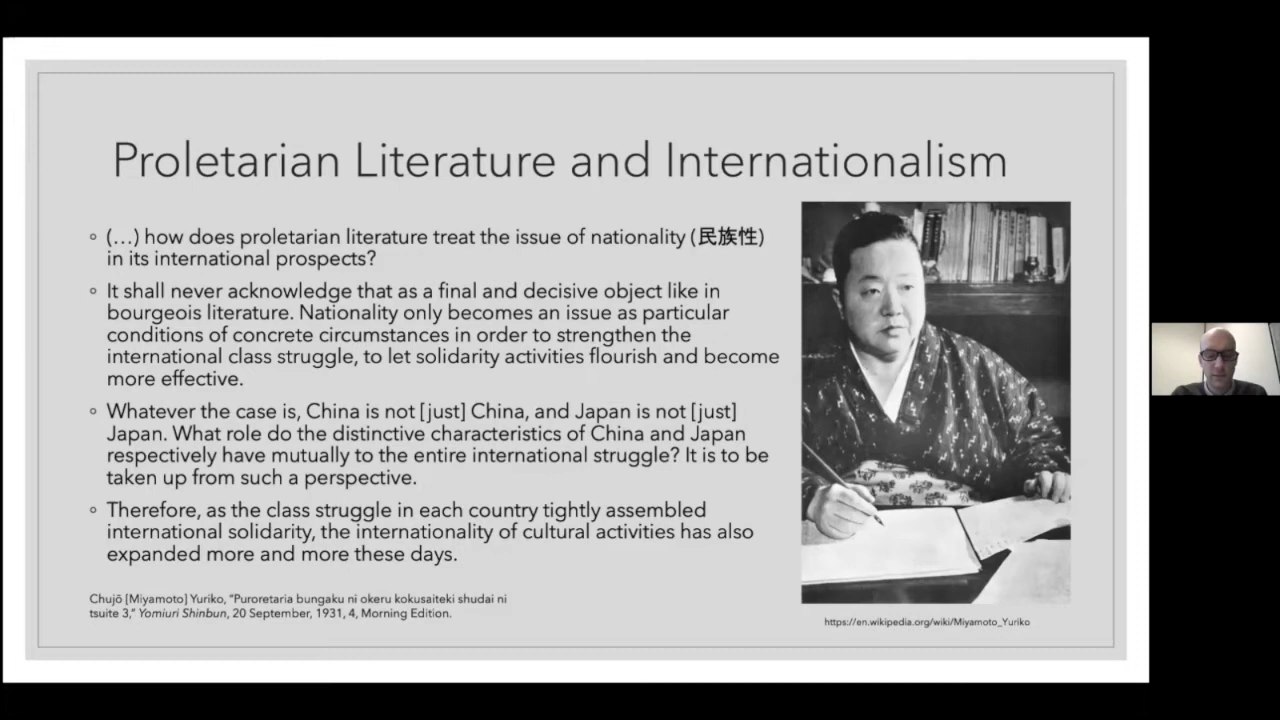 Proletarian Literature and Internationalism
◦ (…) how does proletarian literature treat the issue of nationality (民族性)
in its international prospects?
◦ It shall never acknowledge that as a final and decisive object like in
bourgeois literature. Nationality only becomes an issue as particular
conditions of concrete circumstances in order to strengthen the
international class struggle, to let solidarity activities flourish and become
more effective.
◦ Whatever the case is, China is not [just] China, and Japan is not [just]
Japan. What role do the distinctive characteristics of China and Japan
respectively have mutually to the entire international struggle? It is to be
taken up from such a perspective.
◦ Therefore, as the class struggle in each country tightly assembled
international solidarity, the internationality of cultural activities has also
expanded more and more these days.
Chujō [Miyamoto] Yuriko, "Puroretaria bungaku ni okeru kokusaiteki shudai ni
tsuite 3," Yomiuri Shinbun, 20 September, 1931, 4, Morning Edition.
https://en.wikipedia.org/wiki/Miyamoto_Yuriko